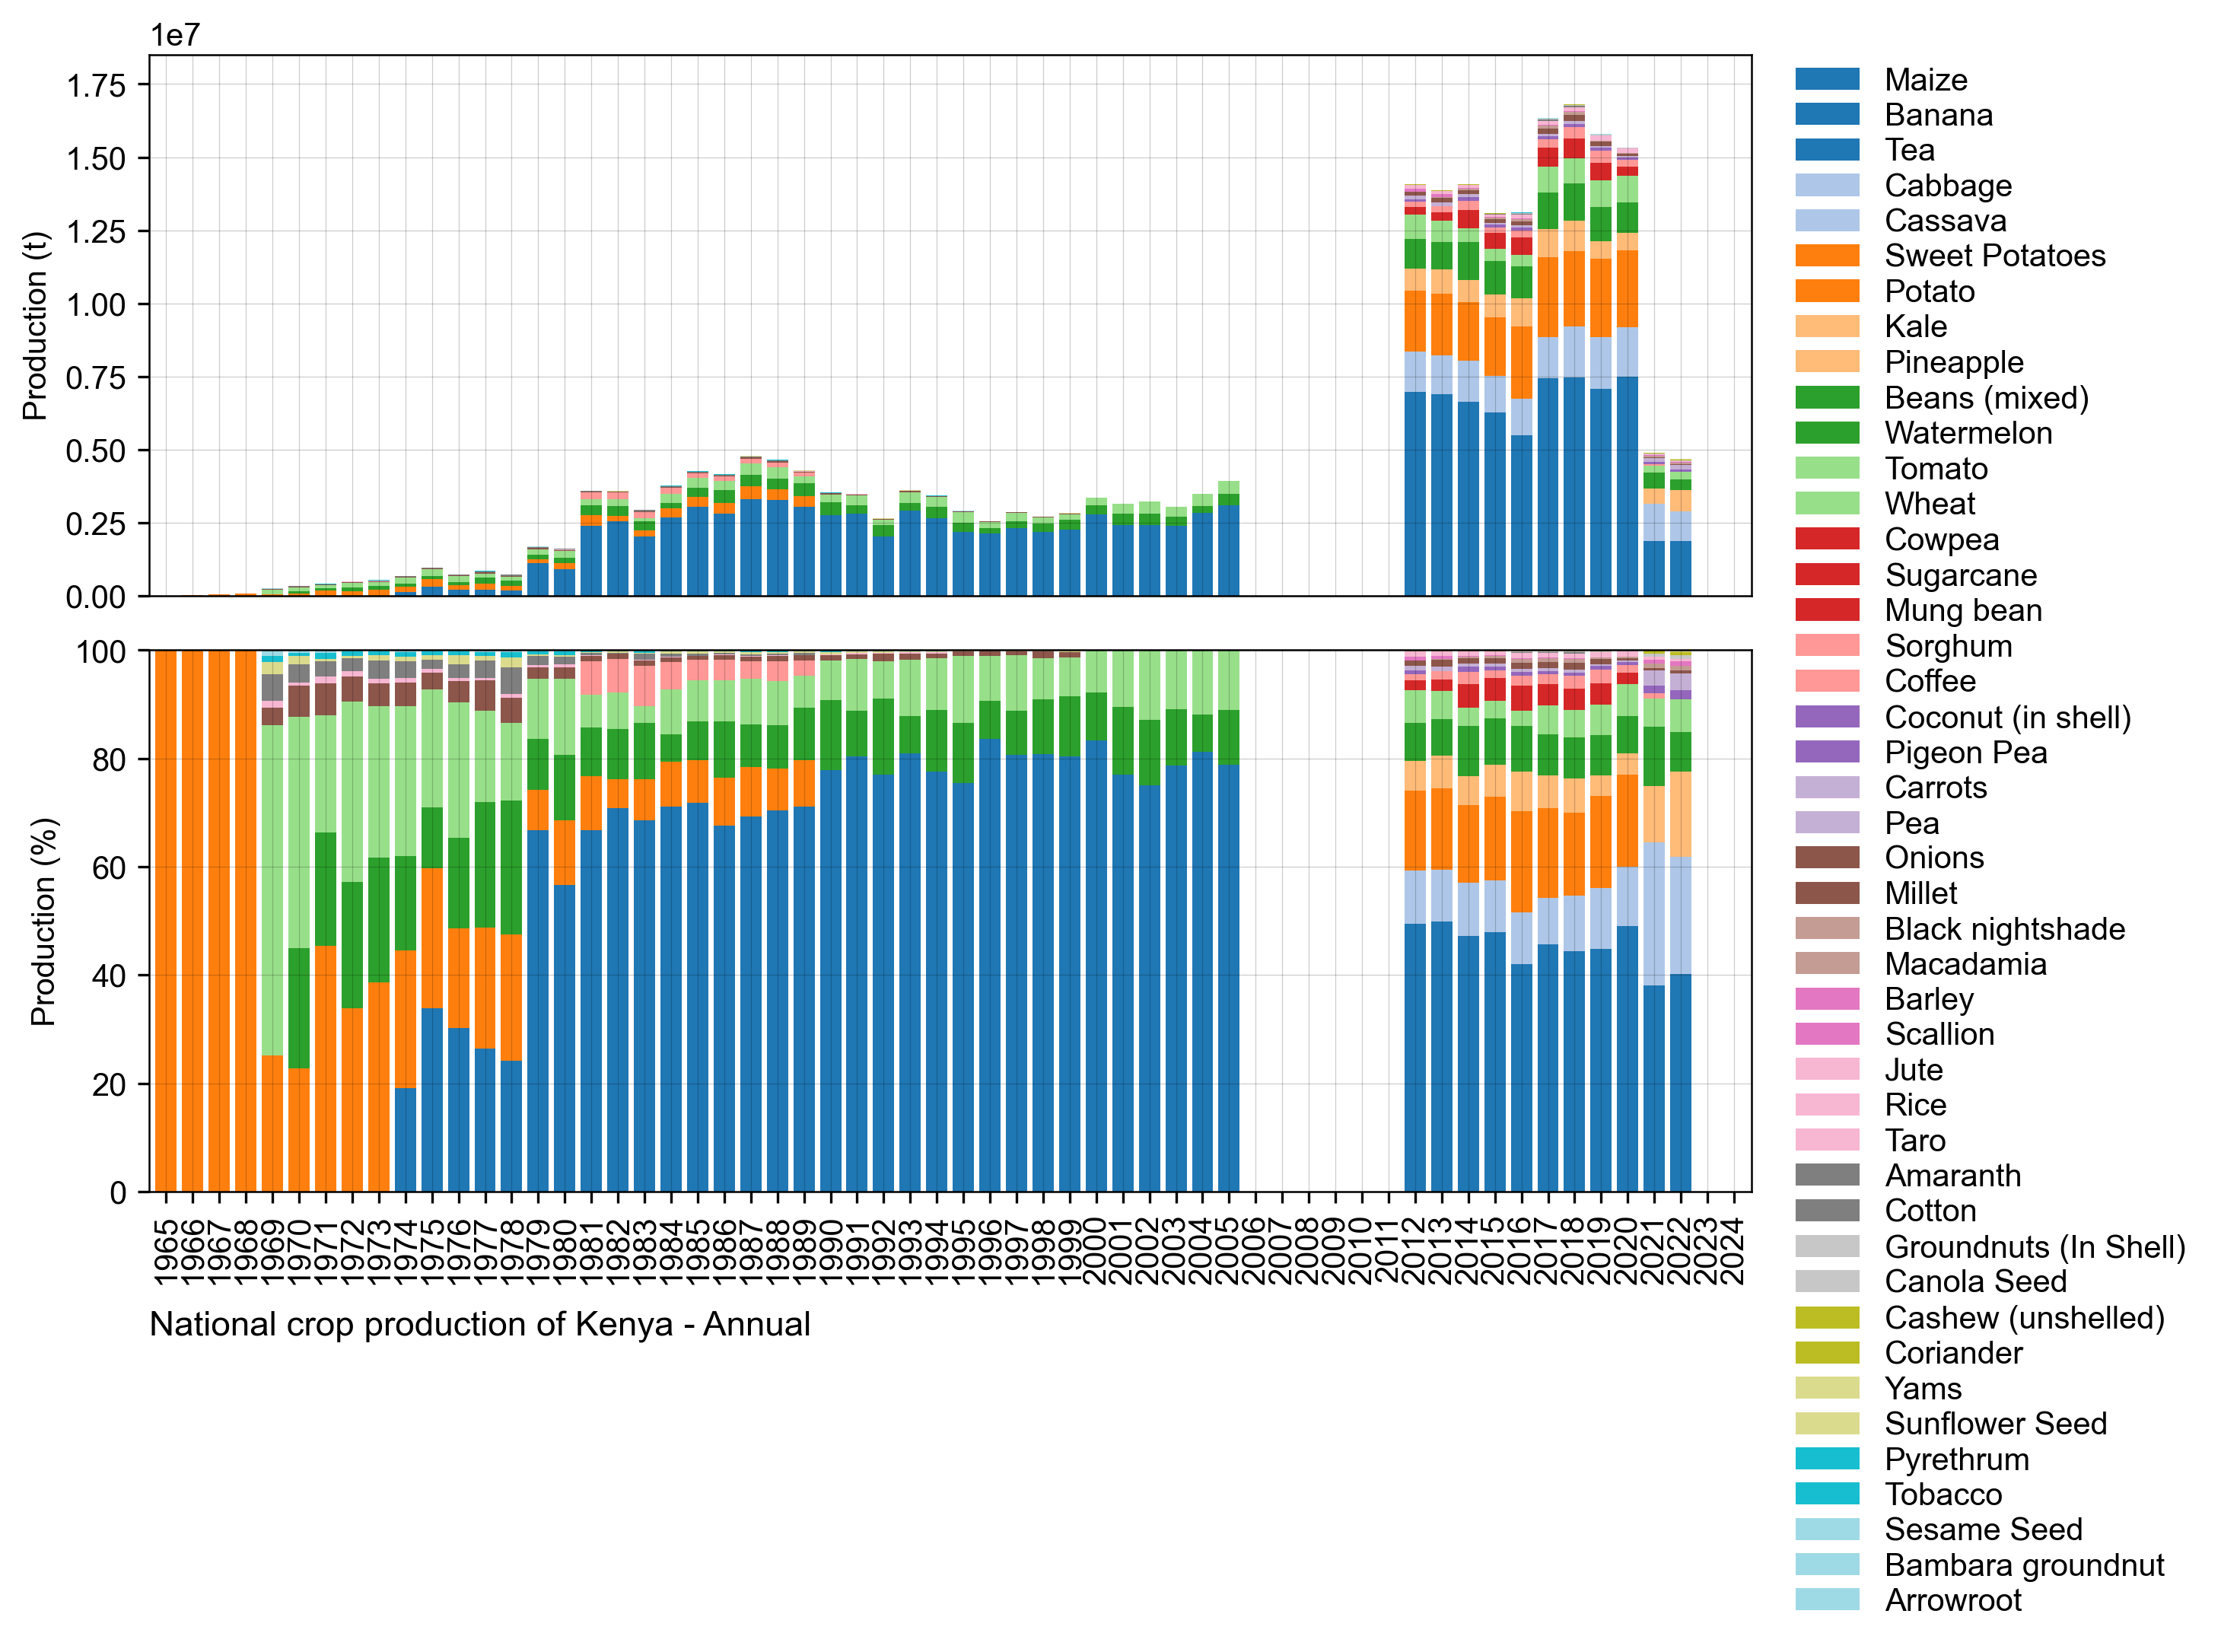 1e7
1.75
1.50
1.25
1.00
0.75
0.50
0.25
0.00
Production (t)
100
80
60
40
20
0
Production (%)
1965
1966
1967
1968
1969
1970
1971
1972
1973
1974
1975
1976
1977
1978
1979
1980
1981
1982
1983
1984
1985
1986
1987
1988
1989
1990
1991
1992
1993
1994
1995
1996
1997
1998
1999
2000
2001
2002
2003
2004
2005
2006
2007
2008
2009
2010
2011
2012
2013
2014
2015
2016
2017
2018
2019
2020
2021
2022
2023
2024
National crop production of Kenya - Annual
Maize
Banana
Tea
Cabbage
Cassava
Sweet Potatoes
Potato
Kale
Pineapple
Beans (mixed)
Watermelon
Tomato
Wheat
Cowpea
Sugarcane
Mung bean
Sorghum
Coffee
Coconut (in shell)
Pigeon Pea
Carrots
Pea
Onions
Millet
Black nightshade
Macadamia
Barley
Scallion
Jute
Rice
Taro
Amaranth
Cotton
Groundnuts (In Shell)
Canola Seed
Cashew (unshelled)
Coriander
Yams
Sunflower Seed
Pyrethrum
Tobacco
Sesame Seed
Bambara groundnut
Arrowroot